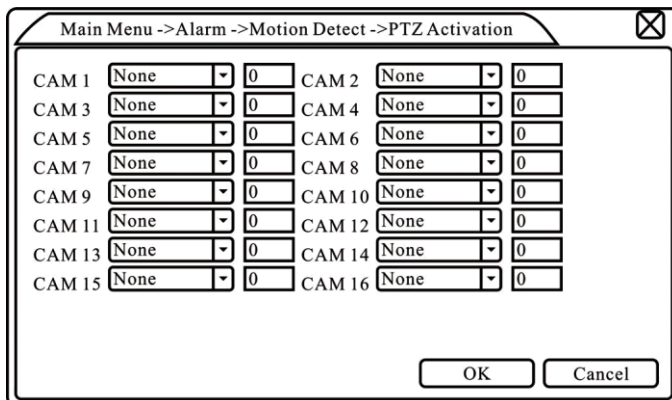 Main Menu ->Alarm ->Motion Detect ->PTZ Activation
CAM 1 None 0 CAM 2 None 0
CAM 3 None 0 CAM 4 None 0
CAM 5 None 0 CAM 6 None 0
CAM 7 None 0 CAM 8 None 0
CAM 9 None 0 CAM 10 None 0
CAM 11 None 0 CAM 12 None 0
CAM 13 None 0 CAM 14 None 0
CAM 15 None 0 CAM 16 None 0
OK Cancel